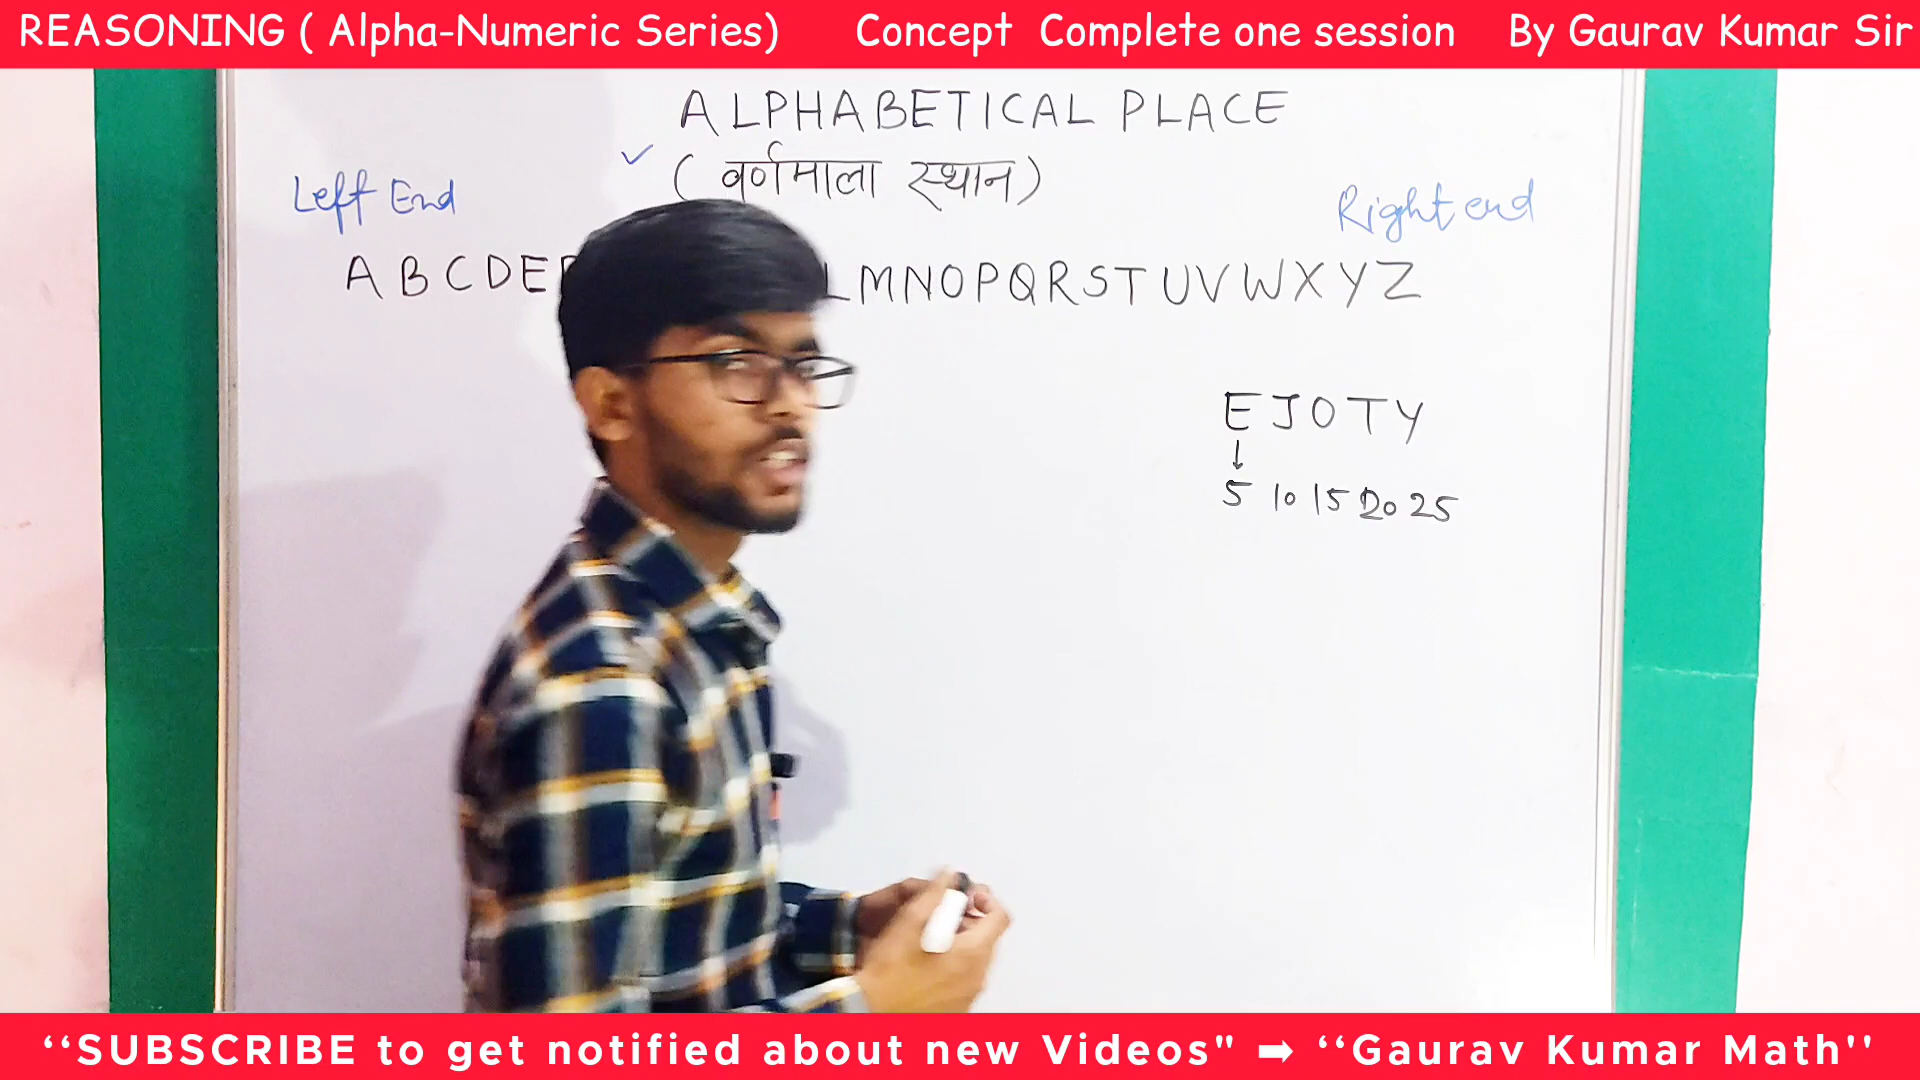 REASONING ( Alpha-Numeric Series) Concept Complete one session By Gaurav Kumar Sir
ALPHABETICAL PLACE
( वर्णमाला स्थान)
Left End
Right end
A B C D E L M N O P Q R S T U V W X Y Z
E J O T Y
5 10 15 20 25
‘‘SUBSCRIBE to get notified about new Videos" ➡ ‘‘Gaurav Kumar Math''